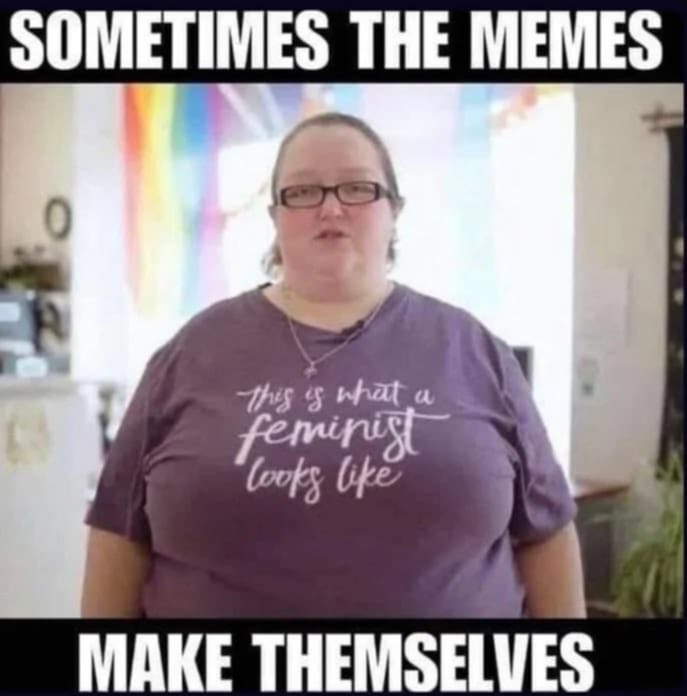 SOMETIMES THE MEMES
this is what a
feminist
looks like
MAKE THEMSELVES